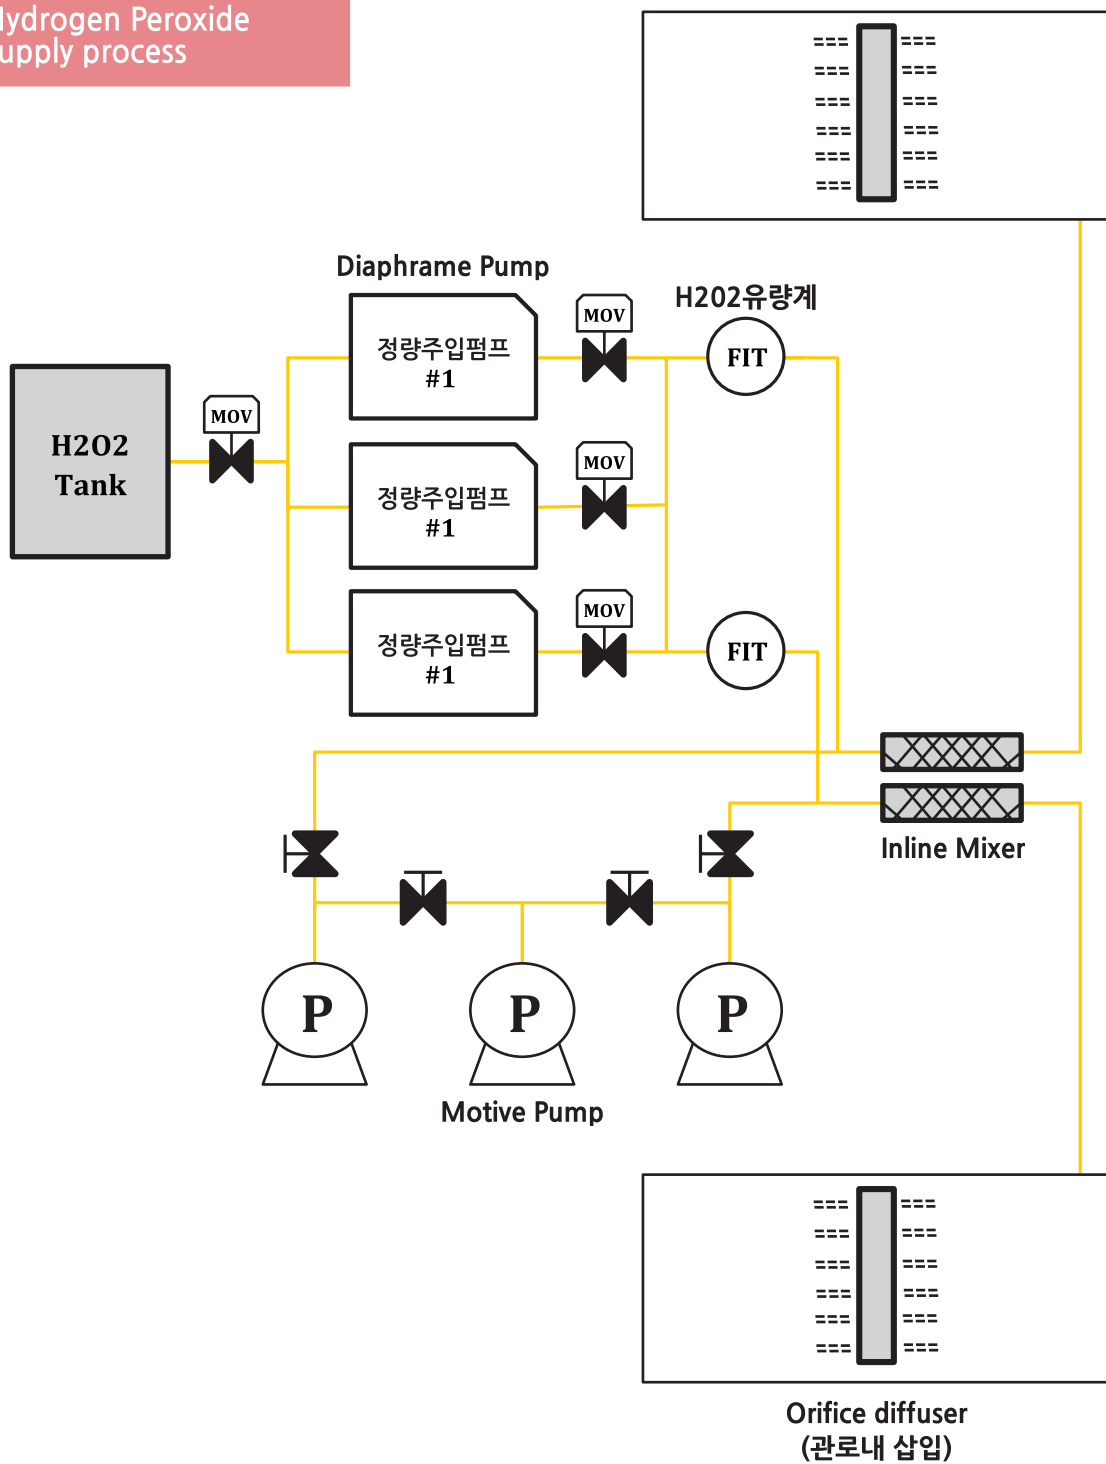 Hydrogen Peroxide
upply process
Diaphrame Pump
H202유량계
MOV
정량주입펌프
#1
FIT
MOV
H2O2
Tank
MOV
정량주입펌프
#1
MOV
정량주입펌프
#1
FIT
Inline Mixer
P
P
P
Motive Pump
Orifice diffuser
(관로내 삽입)